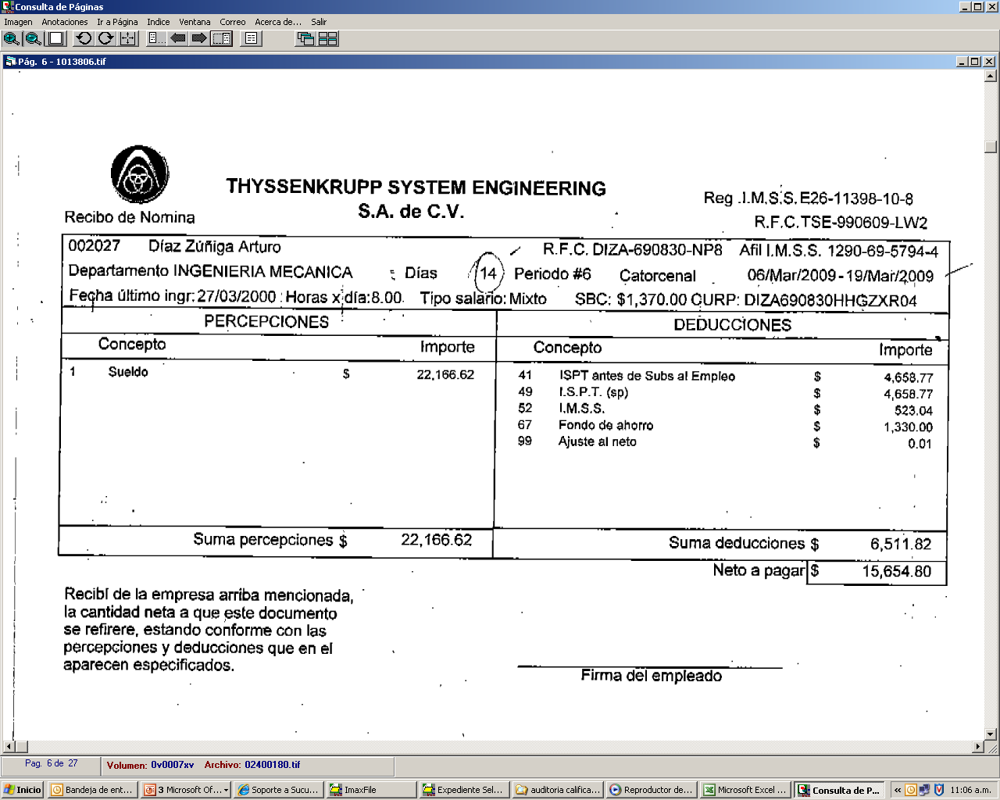 Consulta de Páginas
Imagen Anotaciones Ir a Página Indice Ventana Correo Acerca de... Salir
Pág. 6 - 1013806.tif
THYSSENKRUPP SYSTEM ENGINEERING
S.A. de C.V.
Reg .I.M.S.S. E26-11398-10-8
Recibo de Nomina
R.F.C. TSE-990609-LW2
002027 Díaz Zúñiga Arturo R.F.C. DIZA-690830-NP8 Afil I.M.S.S. 1290-69-5794-4
Departamento INGENIERIA MECANICA Días 14 Periodo #6 Catorcenal 06/Mar/2009 - 19/Mar/2009
Fecha último ingr: 27/03/2000 Horas x día: 8.00 Tipo salario: Mixto SBC: $1,370.00 CURP: DIZA690830HHGZXR04
PERCEPCIONES DEDUCCIONES
Concepto Importe Concepto Importe
1 Sueldo $ 22,166.62 41 ISPT antes de Subs al Empleo $ 4,658.77
49 I.S.P.T. (sp) $ 4,658.77
52 I.M.S.S. $ 523.04
67 Fondo de ahorro $ 1,330.00
99 Ajuste al neto $ 0.01
Suma percepciones $ 22,166.62 Suma deducciones $ 6,511.82
Neto a pagar $ 15,654.80
Recibí de la empresa arriba mencionada,
la cantidad neta a que este documento
se refirere, estando conforme con las
percepciones y deducciones que en el
aparecen especificados.
Firma del empleado
Pag. 6 de 27 Volumen: 0v0007xv Archivo: 02400180.tif
Inicio Bandeja de ent... 3 Microsoft Of... Soporte a Sucu... ImaxFile Expediente Sel... auditoria califica... Reproductor de... Microsoft Excel ... Consulta de P... « 11:06 a.m.